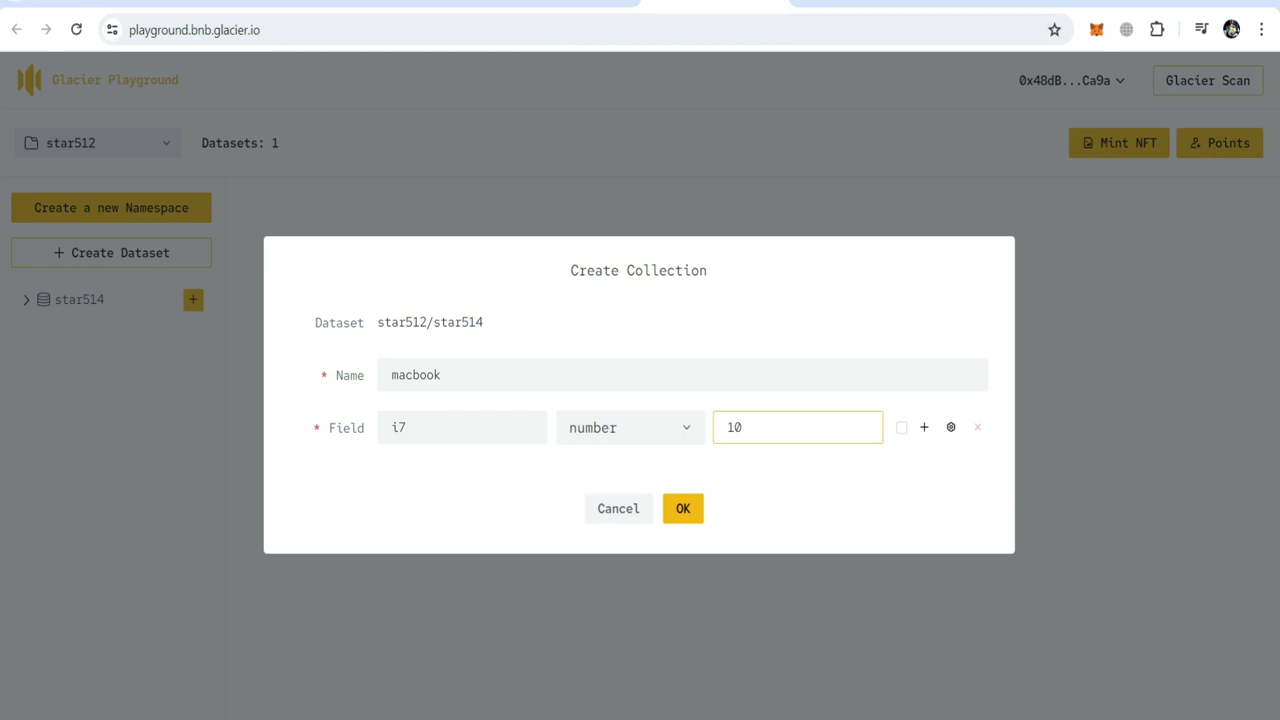 playground.bnb.glacier.io
Glacier Playground
0x48dB...Ca9a
Glacier Scan
star512
Datasets: 1
Mint NFT
Points
Create a new Namespace
+ Create Dataset
star514
+
Create Collection
Dataset star512/star514
* Name macbook
* Field i7 number 10
Cancel
OK